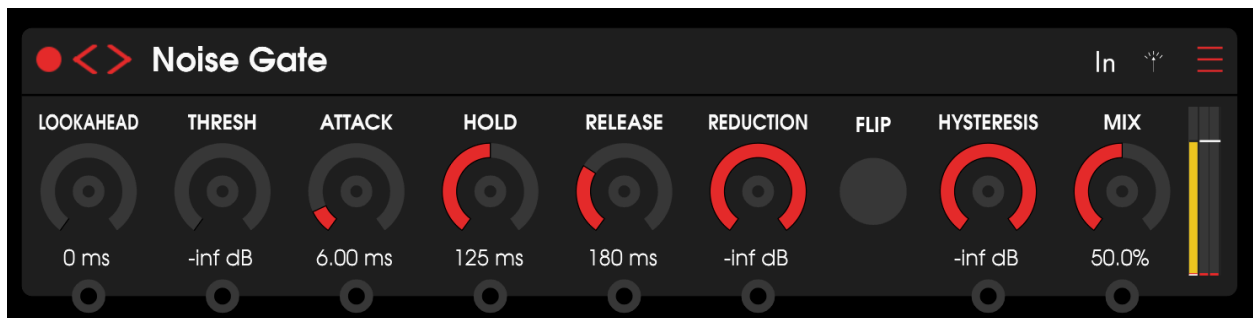 Noise Gate In
LOOKAHEAD THRESH ATTACK HOLD RELEASE REDUCTION FLIP HYSTERESIS MIX
0 ms -inf dB 6.00 ms 125 ms 180 ms -inf dB -inf dB 50.0%